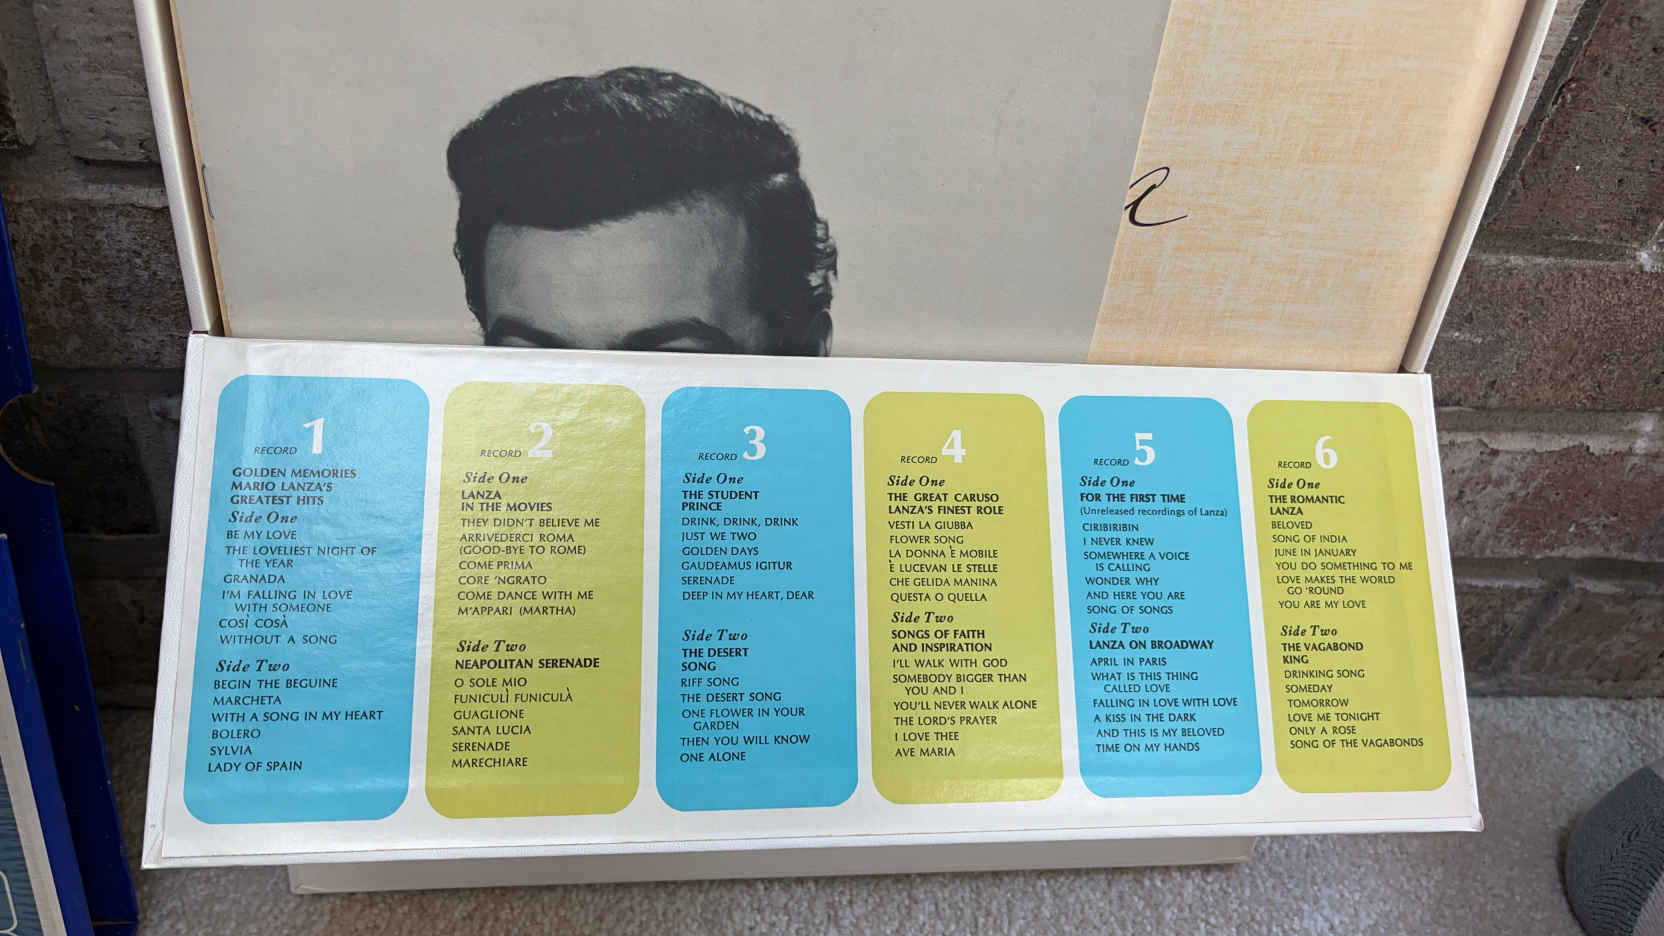 a
RECORD 1
GOLDEN MEMORIES
MARIO LANZA'S
GREATEST HITS
Side One
BE MY LOVE
THE LOVELIEST NIGHT OF
THE YEAR
GRANADA
I'M FALLING IN LOVE
WITH SOMEONE
COSÌ COSÀ
WITHOUT A SONG
Side Two
BEGIN THE BEGUINE
MARCHETA
WITH A SONG IN MY HEART
BOLERO
SYLVIA
LADY OF SPAIN
RECORD 2
Side One
LANZA
IN THE MOVIES
THEY DIDN'T BELIEVE ME
ARRIVEDERCI ROMA
(GOOD-BYE TO ROME)
COME PRIMA
CORE 'NGRATO
COME DANCE WITH ME
M'APPARI (MARTHA)
Side Two
NEAPOLITAN SERENADE
O SOLE MIO
FUNICULÌ FUNICULÀ
GUAGLIONE
SANTA LUCIA
SERENADE
MARECHIARE
RECORD 3
Side One
THE STUDENT
PRINCE
DRINK, DRINK, DRINK
JUST WE TWO
GOLDEN DAYS
GAUDEAMUS IGITUR
SERENADE
DEEP IN MY HEART, DEAR
Side Two
THE DESERT
SONG
RIFF SONG
THE DESERT SONG
ONE FLOWER IN YOUR
GARDEN
THEN YOU WILL KNOW
ONE ALONE
RECORD 4
Side One
THE GREAT CARUSO
LANZA'S FINEST ROLE
VESTI LA GIUBBA
FLOWER SONG
LA DONNA È MOBILE
È LUCEVAN LE STELLE
CHE GELIDA MANINA
QUESTA O QUELLA
Side Two
SONGS OF FAITH
AND INSPIRATION
I'LL WALK WITH GOD
SOMEBODY BIGGER THAN
YOU AND I
YOU'LL NEVER WALK ALONE
THE LORD'S PRAYER
I LOVE THEE
AVE MARIA
RECORD 5
Side One
FOR THE FIRST TIME
(Unreleased recordings of Lanza)
CIRIBIRIBIN
I NEVER KNEW
SOMEWHERE A VOICE
IS CALLING
WONDER WHY
AND HERE YOU ARE
SONG OF SONGS
Side Two
LANZA ON BROADWAY
APRIL IN PARIS
WHAT IS THIS THING
CALLED LOVE
FALLING IN LOVE WITH LOVE
A KISS IN THE DARK
AND THIS IS MY BELOVED
TIME ON MY HANDS
RECORD 6
Side One
THE ROMANTIC
LANZA
BELOVED
SONG OF INDIA
JUNE IN JANUARY
YOU DO SOMETHING TO ME
LOVE MAKES THE WORLD
GO 'ROUND
YOU ARE MY LOVE
Side Two
THE VAGABOND
KING
DRINKING SONG
SOMEDAY
TOMORROW
LOVE ME TONIGHT
ONLY A ROSE
SONG OF THE VAGABONDS